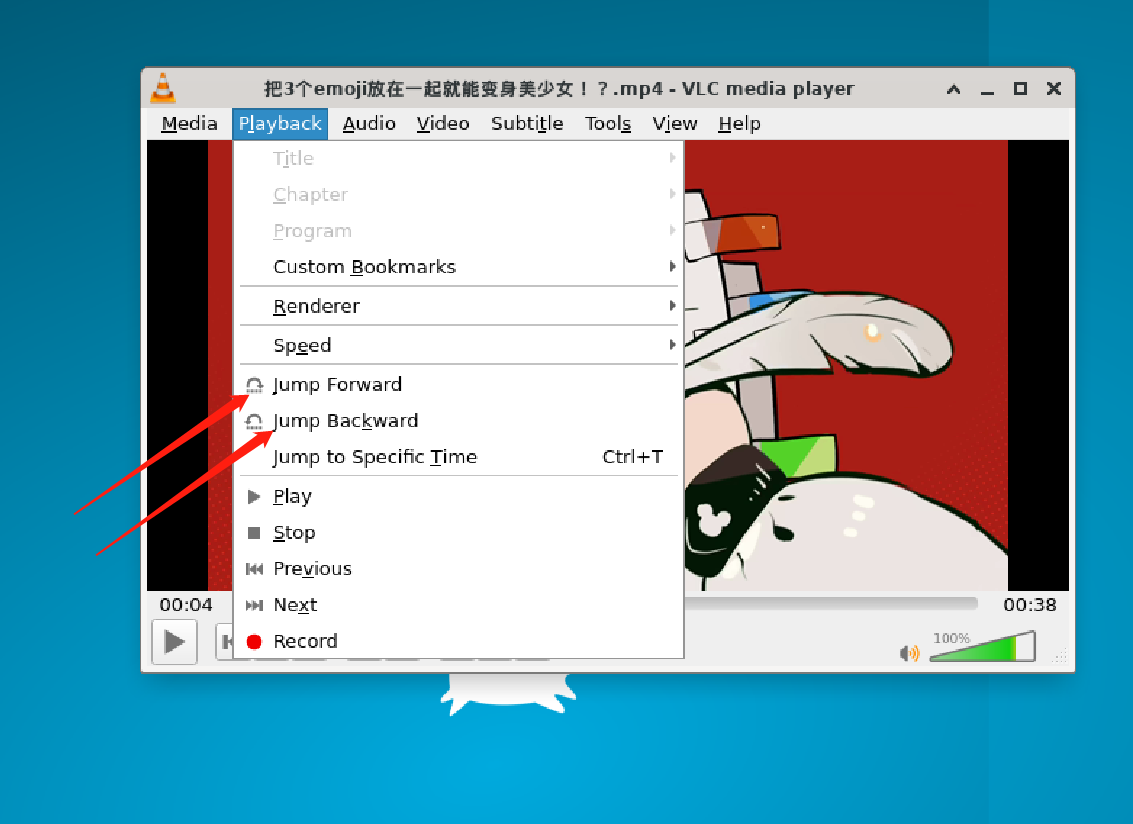 把3个emoji放在一起就能变身美少女！？.mp4 - VLC media player
Media Playback Audio Video Subtitle Tools View Help
Title
Chapter
Program
Custom Bookmarks
Renderer
Speed
Jump Forward
Jump Backward
Jump to Specific Time Ctrl+T
Play
Stop
Previous
Next
Record
00:04 00:38
100%